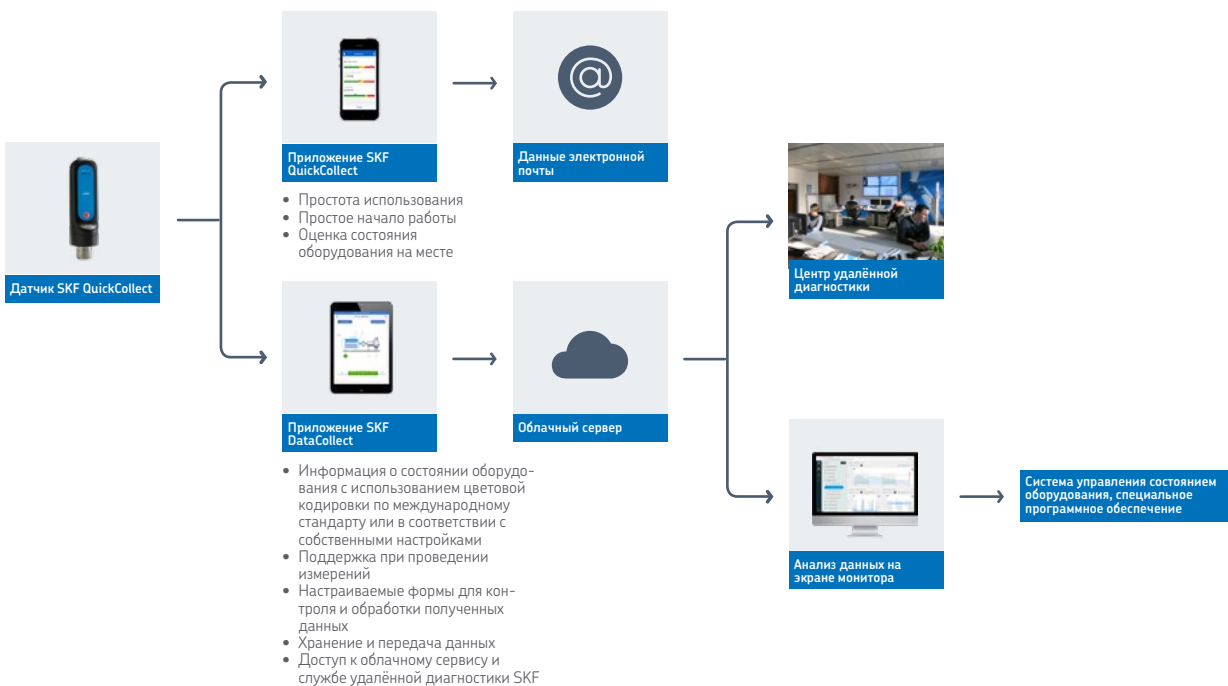 Датчик SKF QuickCollect
Приложение SKF
QuickCollect
• Простота использования
• Простое начало работы
• Оценка состояния
оборудования на месте
Данные электронной
почты
Приложение SKF
DataCollect
• Информация о состоянии оборудо-
вания с использованием цветовой
кодировки по международному
стандарту или в соответствии с
собственными настройками
• Поддержка при проведении
измерений
• Настраиваемые формы для кон-
троля и обработки полученных
данных
• Хранение и передача данных
• Доступ к облачному сервису и
службе удалённой диагностики SKF
Облачный сервер
Центр удалённой
диагностики
Анализ данных на
экране монитора
Система управления состоянием
оборудования, специальное
программное обеспечение